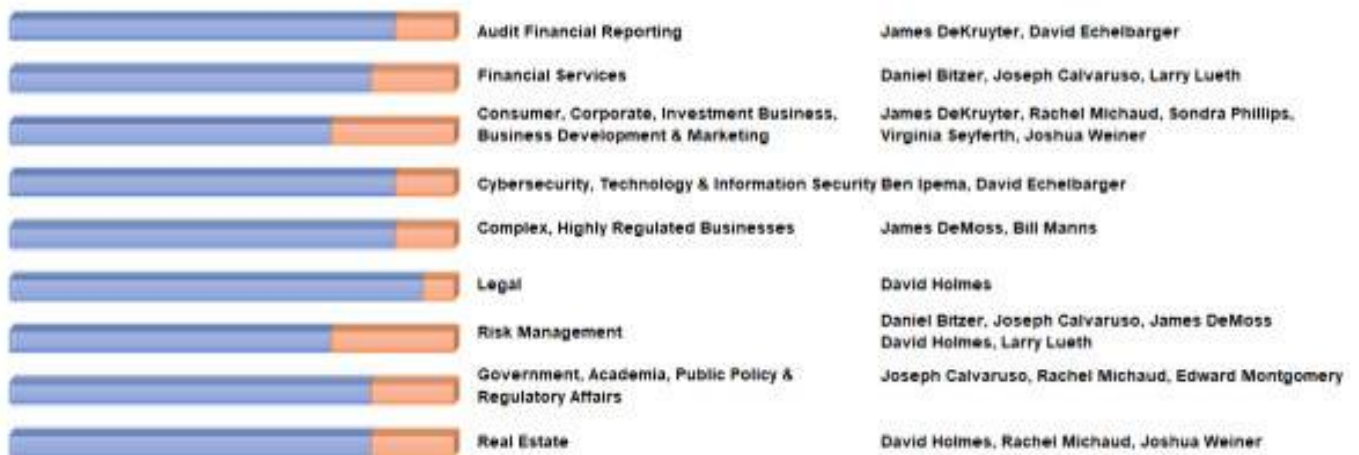 Audit Financial Reporting James DeKruyter, David Echelbarger
Financial Services Daniel Bitzer, Joseph Calvaruso, Larry Lueth
Consumer, Corporate, Investment Business, James DeKruyter, Rachel Michaud, Sondra Phillips,
Business Development & Marketing Virginia Seyferth, Joshua Weiner
Cybersecurity, Technology & Information Security Ben Ipema, David Echelbarger
Complex, Highly Regulated Businesses James DeMoss, Bill Manns
Legal David Holmes
Risk Management Daniel Bitzer, Joseph Calvaruso, James DeMoss
David Holmes, Larry Lueth
Government, Academia, Public Policy & Joseph Calvaruso, Rachel Michaud, Edward Montgomery
Regulatory Affairs
Real Estate David Holmes, Rachel Michaud, Joshua Weiner